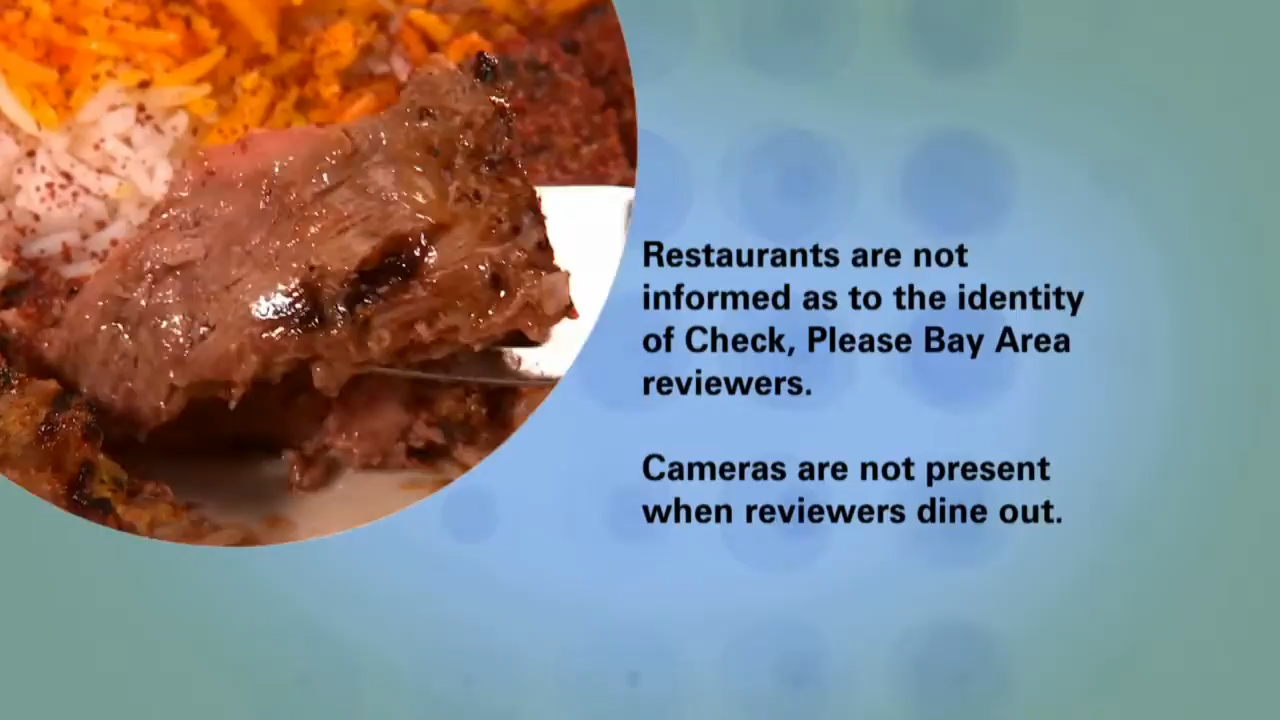 Restaurants are not
informed as to the identity
of Check, Please Bay Area
reviewers.
Cameras are not present
when reviewers dine out.